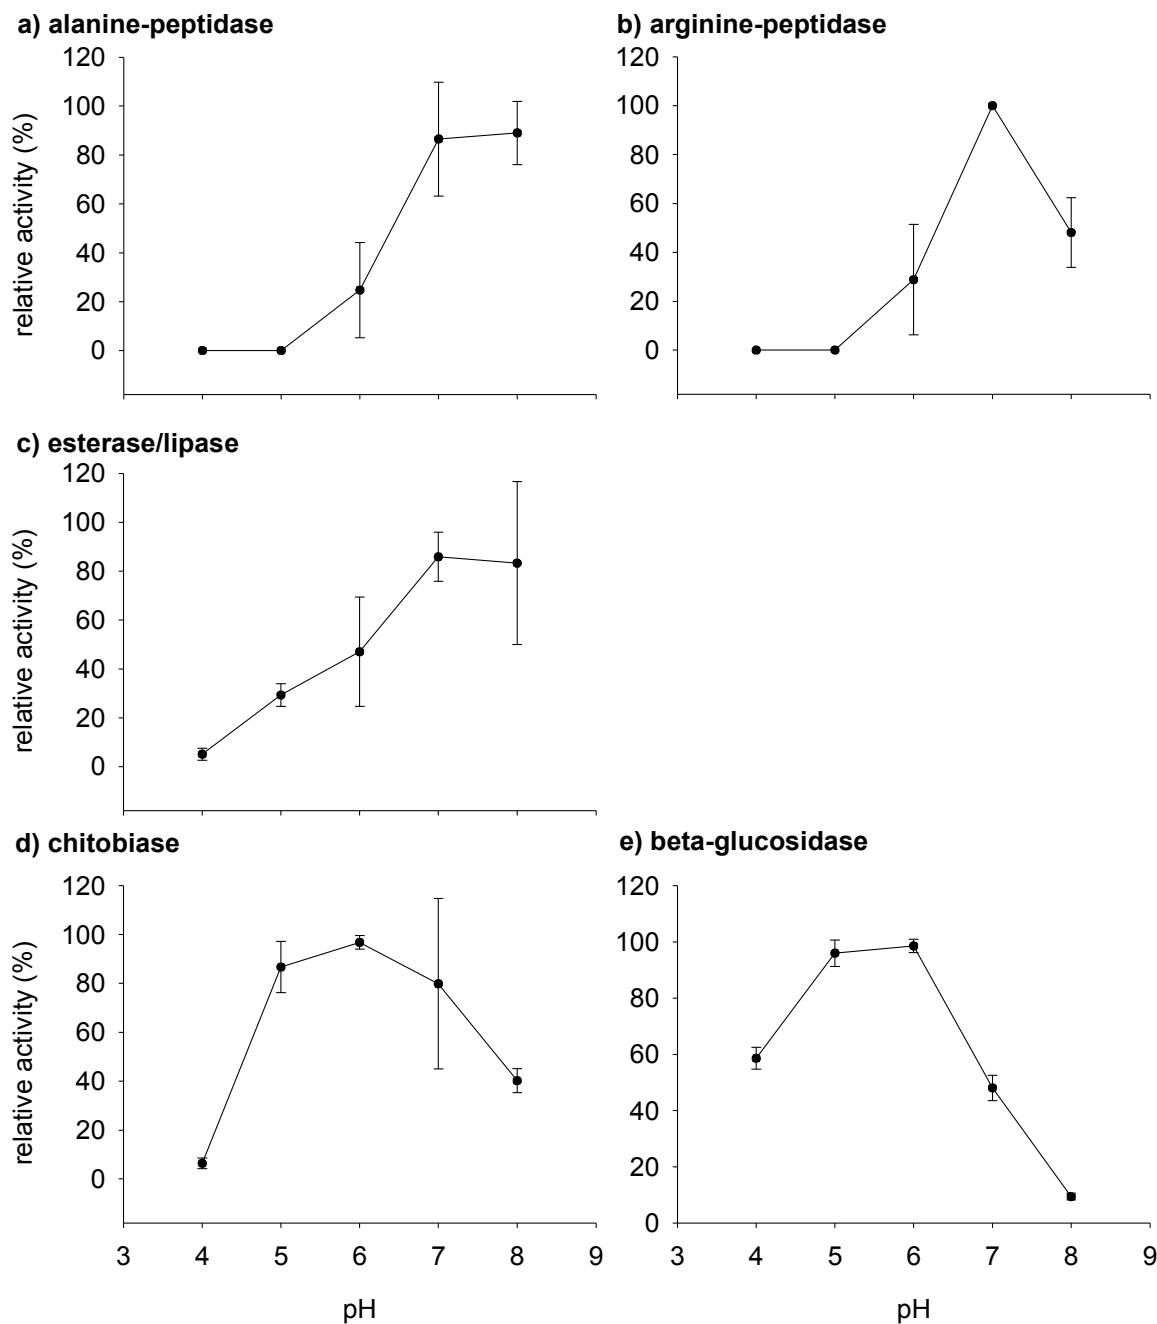 a) alanine-peptidase
120
100
80
60
40
20
0
relative activity (%)
b) arginine-peptidase
120
100
80
60
40
20
0
c) esterase/lipase
120
100
80
60
40
20
0
relative activity (%)
d) chitobiase
120
100
80
60
40
20
0
relative activity (%)
3 4 5 6 7 8 9
pH
e) beta-glucosidase
120
100
80
60
40
20
0
3 4 5 6 7 8 9
pH